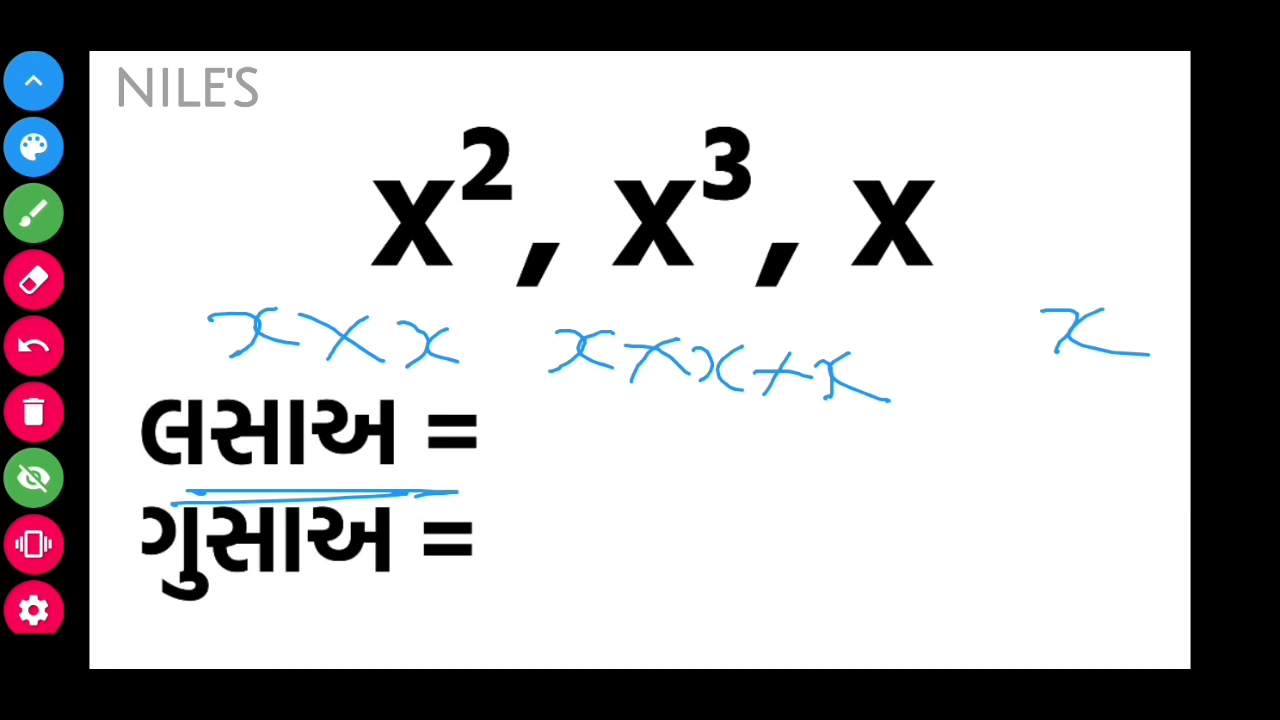 NILE'S
x², x³, x
x × x x × x × x x
લસાઅ =
ગુસાઅ =